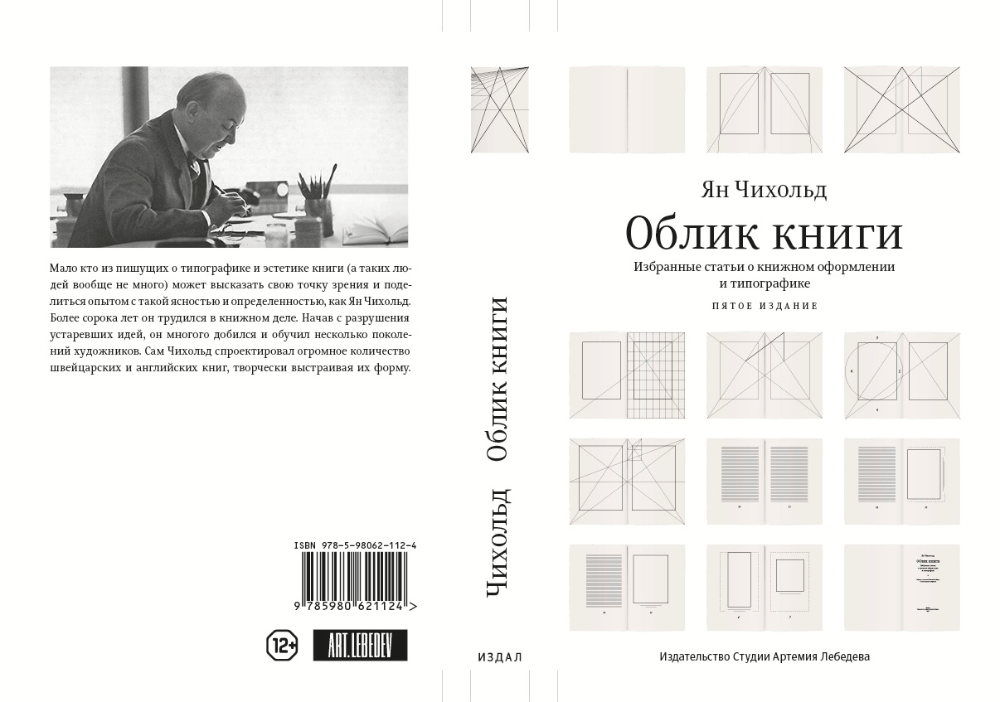 Мало кто из пишущих о типографике и эстетике книги (а таких лю-
дей вообще не много) может высказать свою точку зрения и поде-
литься опытом с такой ясностью и определенностью, как Ян Чихольд.
Более сорока лет он трудился в книжном деле. Начав с разрушения
устаревших идей, он многого добился и обучил несколько поколе-
ний художников. Сам Чихольд спроектировал огромное количество
швейцарских и английских книг, творчески выстраивая их форму.
ISBN 978-5-98062-112-4
9 785980 621124 >
12+
ART. LEBEDEV
Чихольд Облик книги
ИЗДАЛ
Ян Чихольд
Облик книги
Избранные статьи о книжном оформлении
и типографике
ПЯТОЕ ИЗДАНИЕ
Ян Чихольд
Облик книги
Издательство Студии Артемия Лебедева